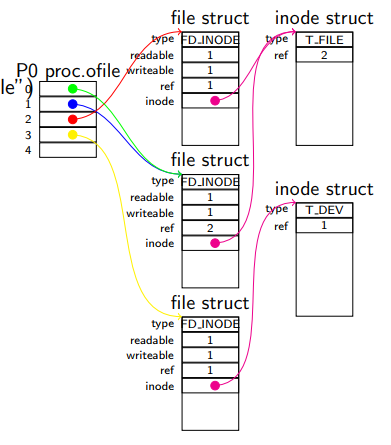 file struct
inode struct
type FD_INODE
type T_FILE
readable 1
ref 2
writeable 1
ref 1
inode
P0 proc.ofile
le")
0
1
2
3
4
file struct
type FD_INODE
readable 1
writeable 1
ref 2
inode
inode struct
type T_DEV
ref 1
file struct
type FD_INODE
readable 1
writeable 1
ref 1
inode